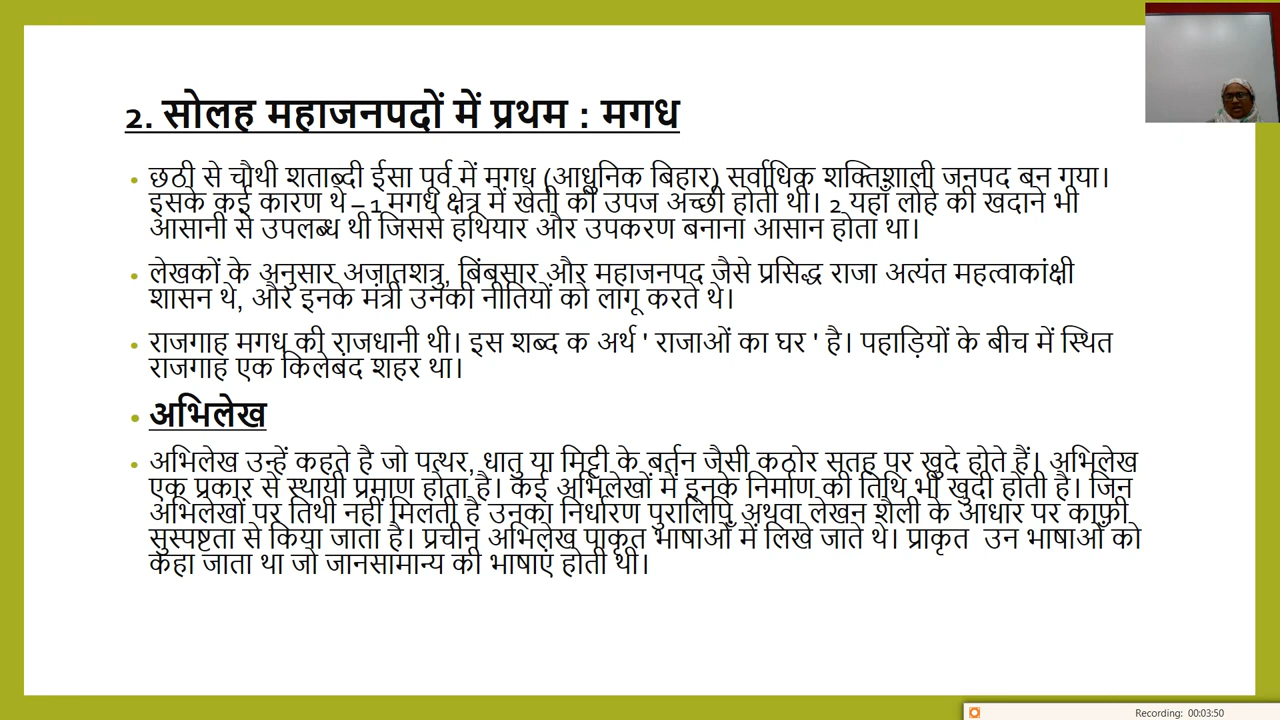 2. सोलह महाजनपदों में प्रथम : मगध
• छठी से चौथी शताब्दी ईसा पूर्व में मगध (आधुनिक बिहार) सर्वाधिक शक्तिशाली जनपद बन गया।
इसके कई कारण थे – 1 मगध क्षेत्र में खेती की उपज अच्छी होती थी। 2 यहाँ लोहे की खदाने भी
आसानी से उपलब्ध थी जिससे हथियार और उपकरण बनाना आसान होता था।
• लेखकों के अनुसार अजातशत्रु, बिंबसार और महाजनपद जैसे प्रसिद्ध राजा अत्यंत महत्वाकांक्षी
शासन थे, और इनके मंत्री उनकी नीतियों को लागू करते थे।
• राजगाह मगध की राजधानी थी। इस शब्द क अर्थ ' राजाओं का घर ' है। पहाड़ियों के बीच में स्थित
राजगाह एक किलेबंद शहर था।
• अभिलेख
• अभिलेख उन्हें कहते है जो पत्थर, धातु या मिट्टी के बर्तन जैसी कठोर सतह पर खुदे होते हैं। अभिलेख
एक प्रकार से स्थायी प्रमाण होता है। कई अभिलेखों में इनके निर्माण की तिथि भी खुदी होती है। जिन
अभिलेखों पर तिथी नहीं मिलती है उनका निर्धारण पुरालिपि अथवा लेखन शैली के आधार पर काफ़ी
सुस्पष्टता से किया जाता है। प्रचीन अभिलेख पाकृत भाषाओँ में लिखे जाते थे। प्राकृत उन भाषाओँ को
कहा जाता था जो जानसामान्य की भाषाएं होती थी।
Recording: 00:03:50